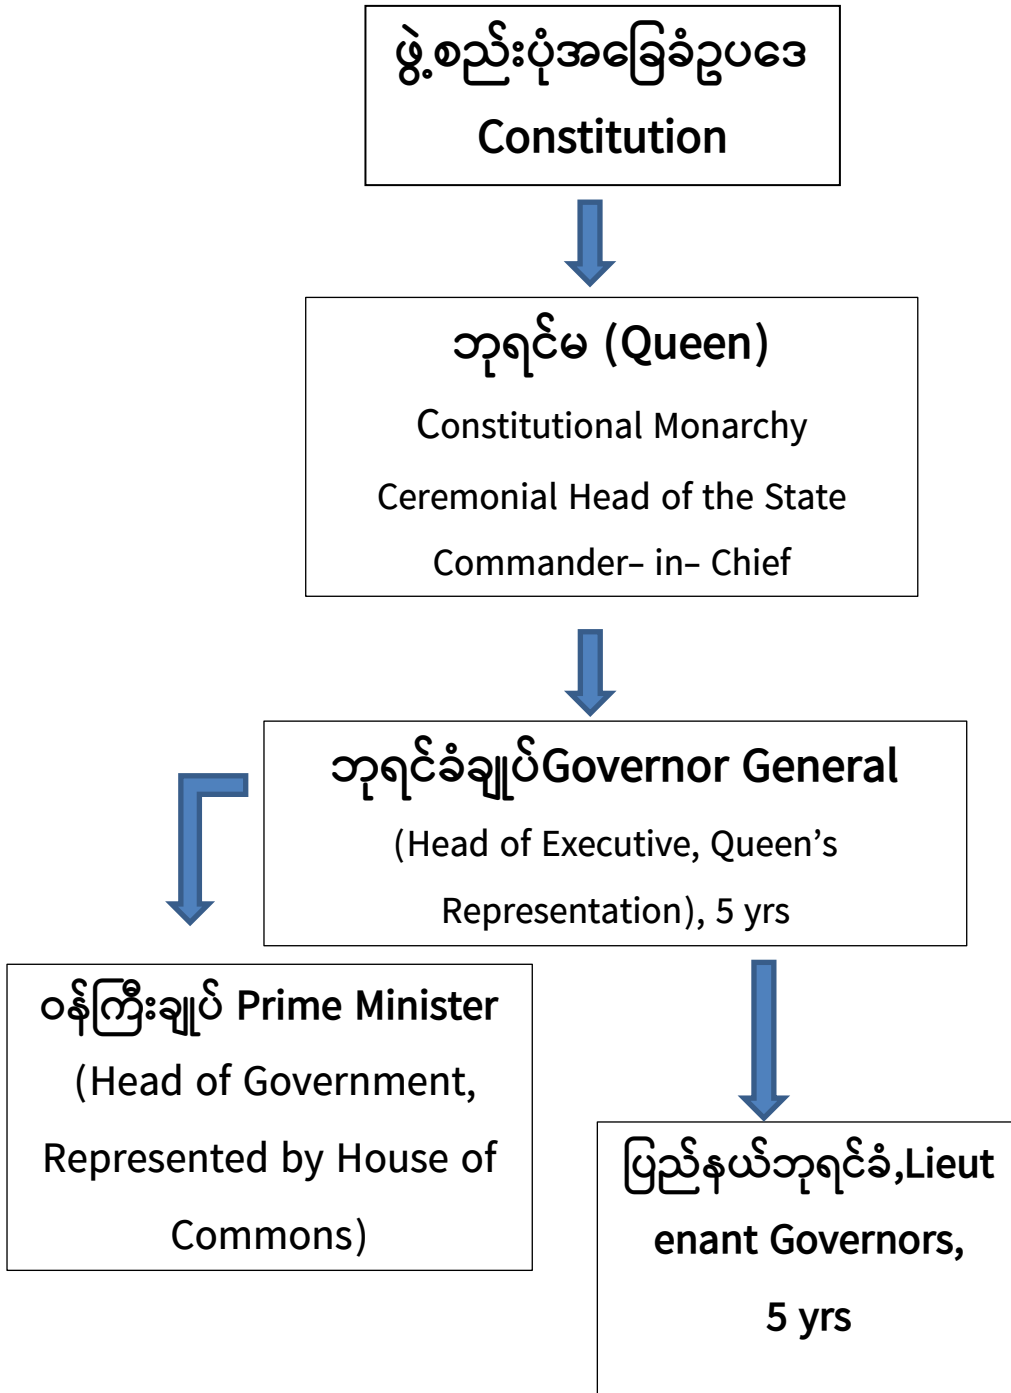 ဖွဲ့စည်းပုံအခြေခံဥပဒေ
Constitution
ဘုရင်မ (Queen)
Constitutional Monarchy
Ceremonial Head of the State
Commander– in– Chief
ဘုရင်ခံချုပ်Governor General
(Head of Executive, Queen’s
Representation), 5 yrs
ဝန်ကြီးချုပ် Prime Minister
(Head of Government,
Represented by House of
Commons)
ပြည်နယ်ဘုရင်ခံ,Lieut
enant Governors,
5 yrs